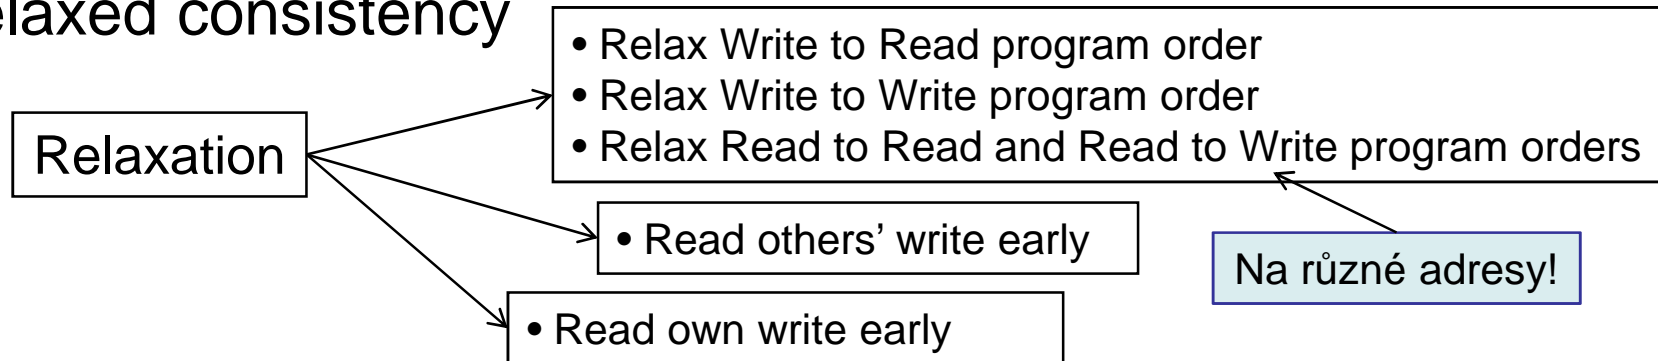 elaxed consistency
• Relax Write to Read program order
• Relax Write to Write program order
• Relax Read to Read and Read to Write program orders
Relaxation
• Read others’ write early
Na různé adresy!
• Read own write early